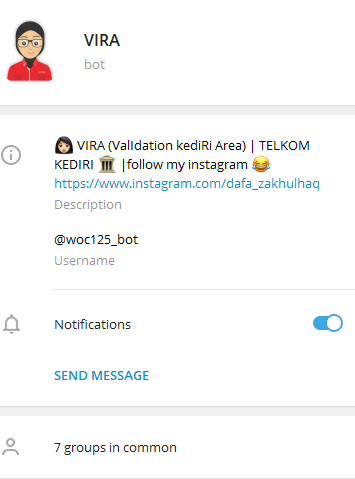 VIRA
bot
👩🏻 VIRA (ValIdation kediRi Area) | TELKOM
KEDIRI 🏛 |follow my instagram 😂
https://www.instagram.com/dafa_zakhulhaq
Description
@woc125_bot
Username
Notifications
SEND MESSAGE
7 groups in common